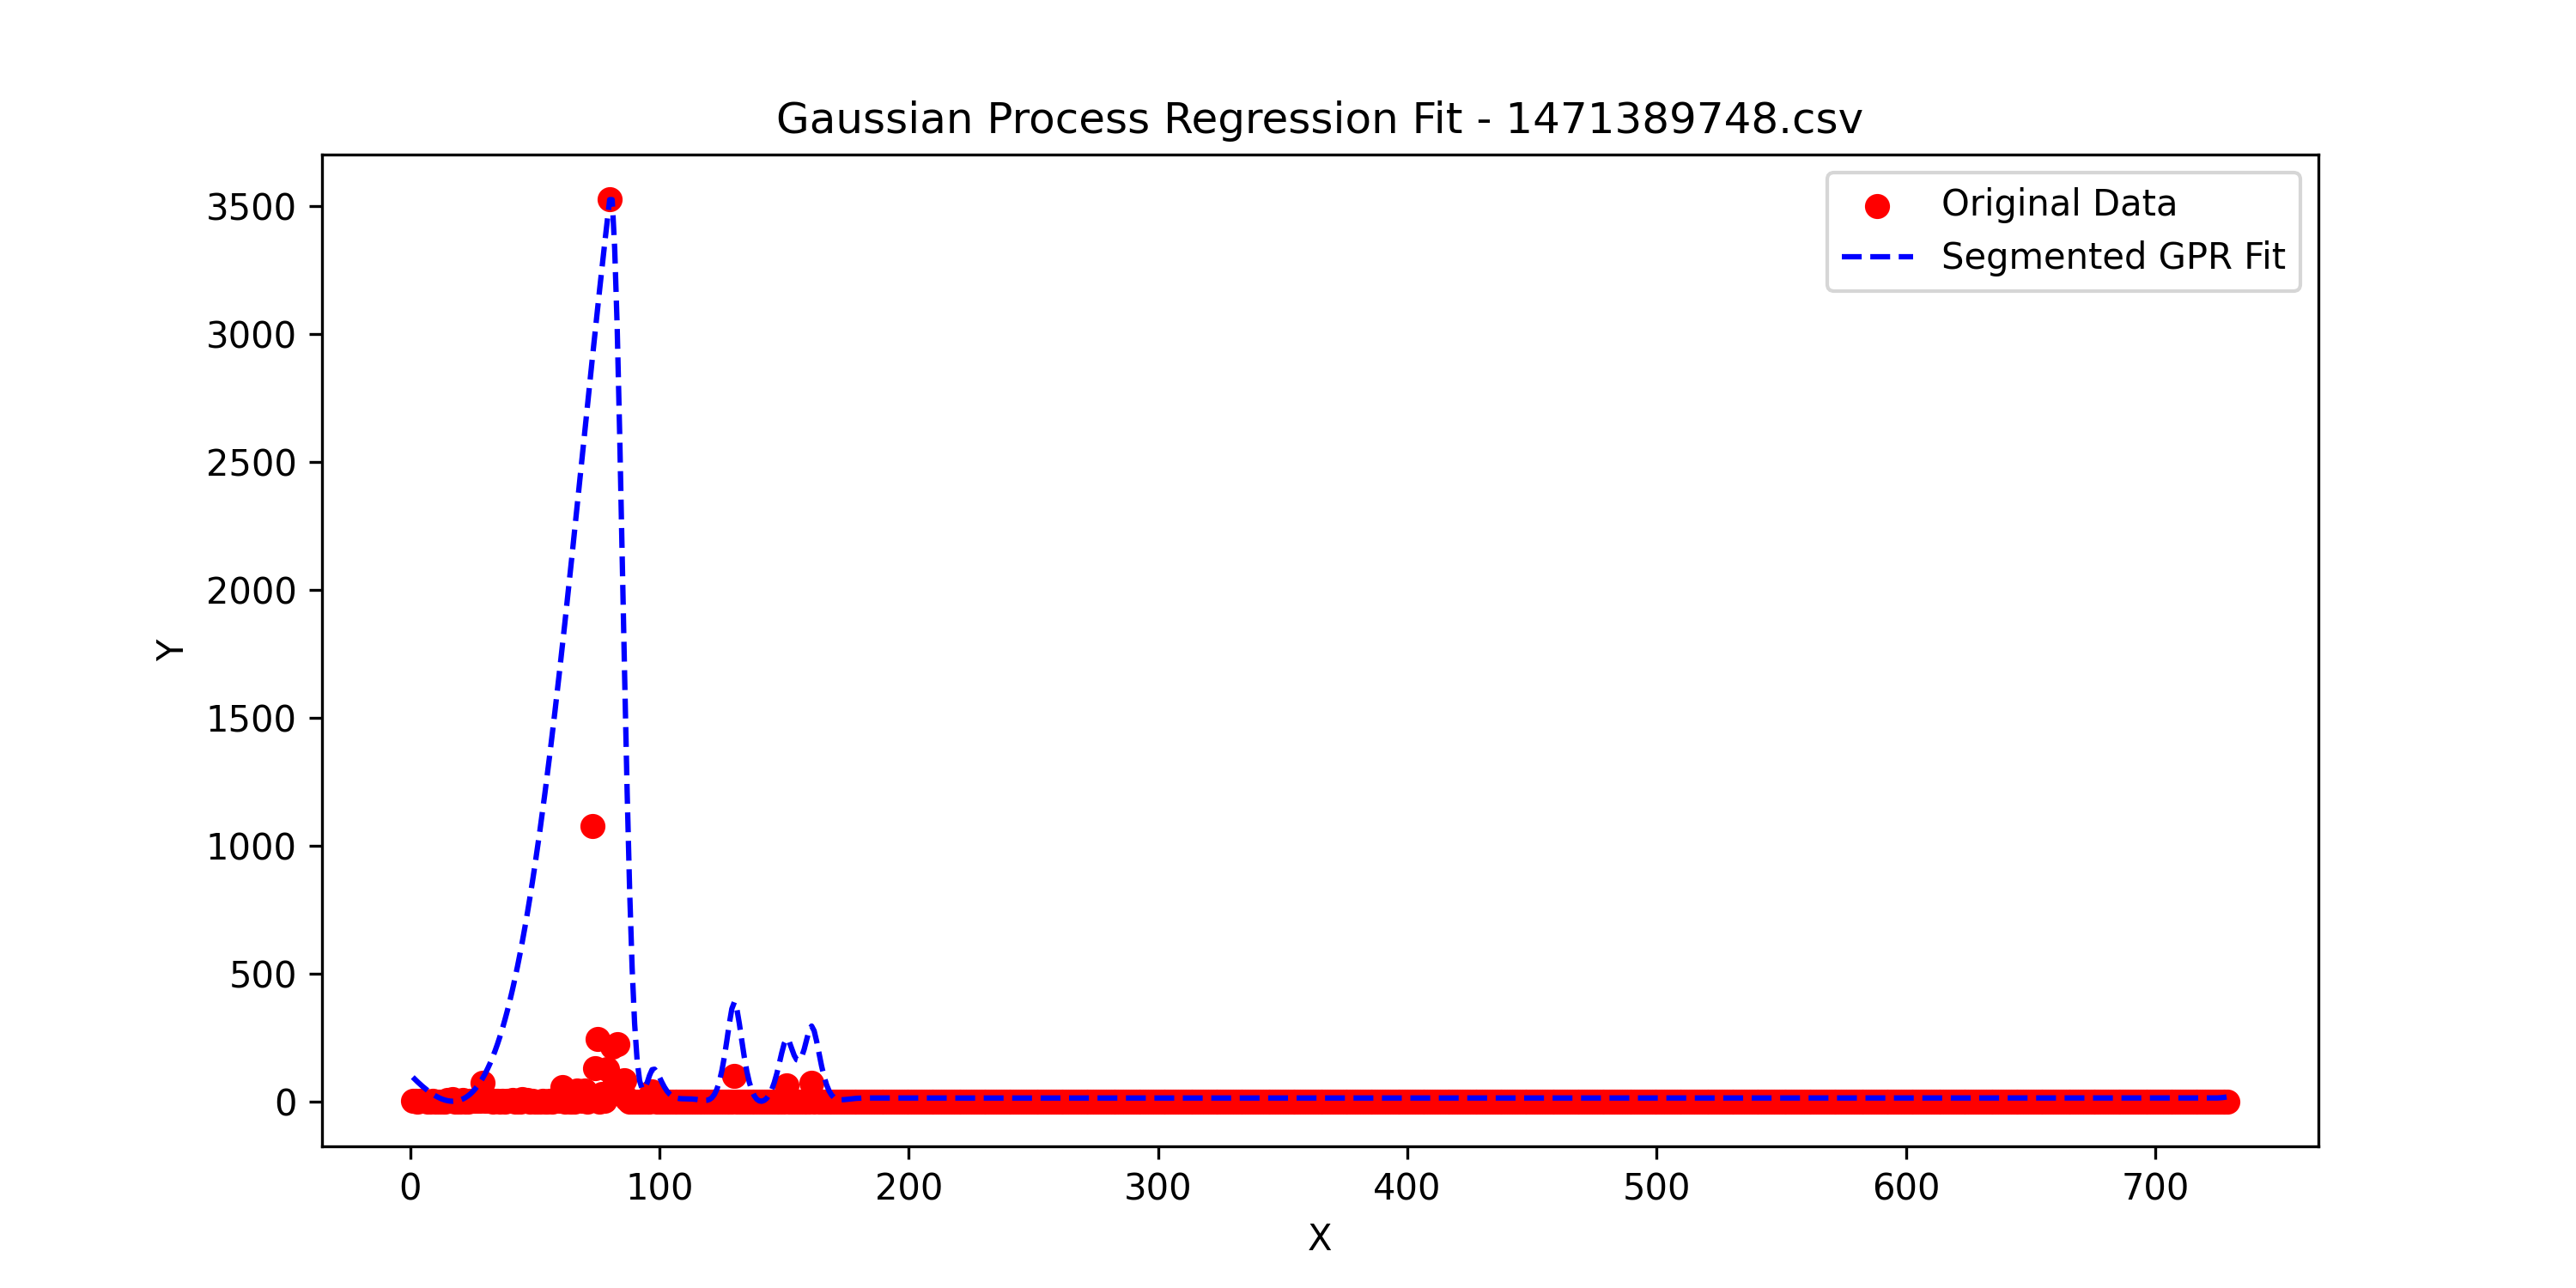 Gaussian Process Regression Fit - 1471389748.csv
Original Data
Segmented GPR Fit
3500
3000
2500
2000
1500
1000
500
0
Y
0 100 200 300 400 500 600 700
X